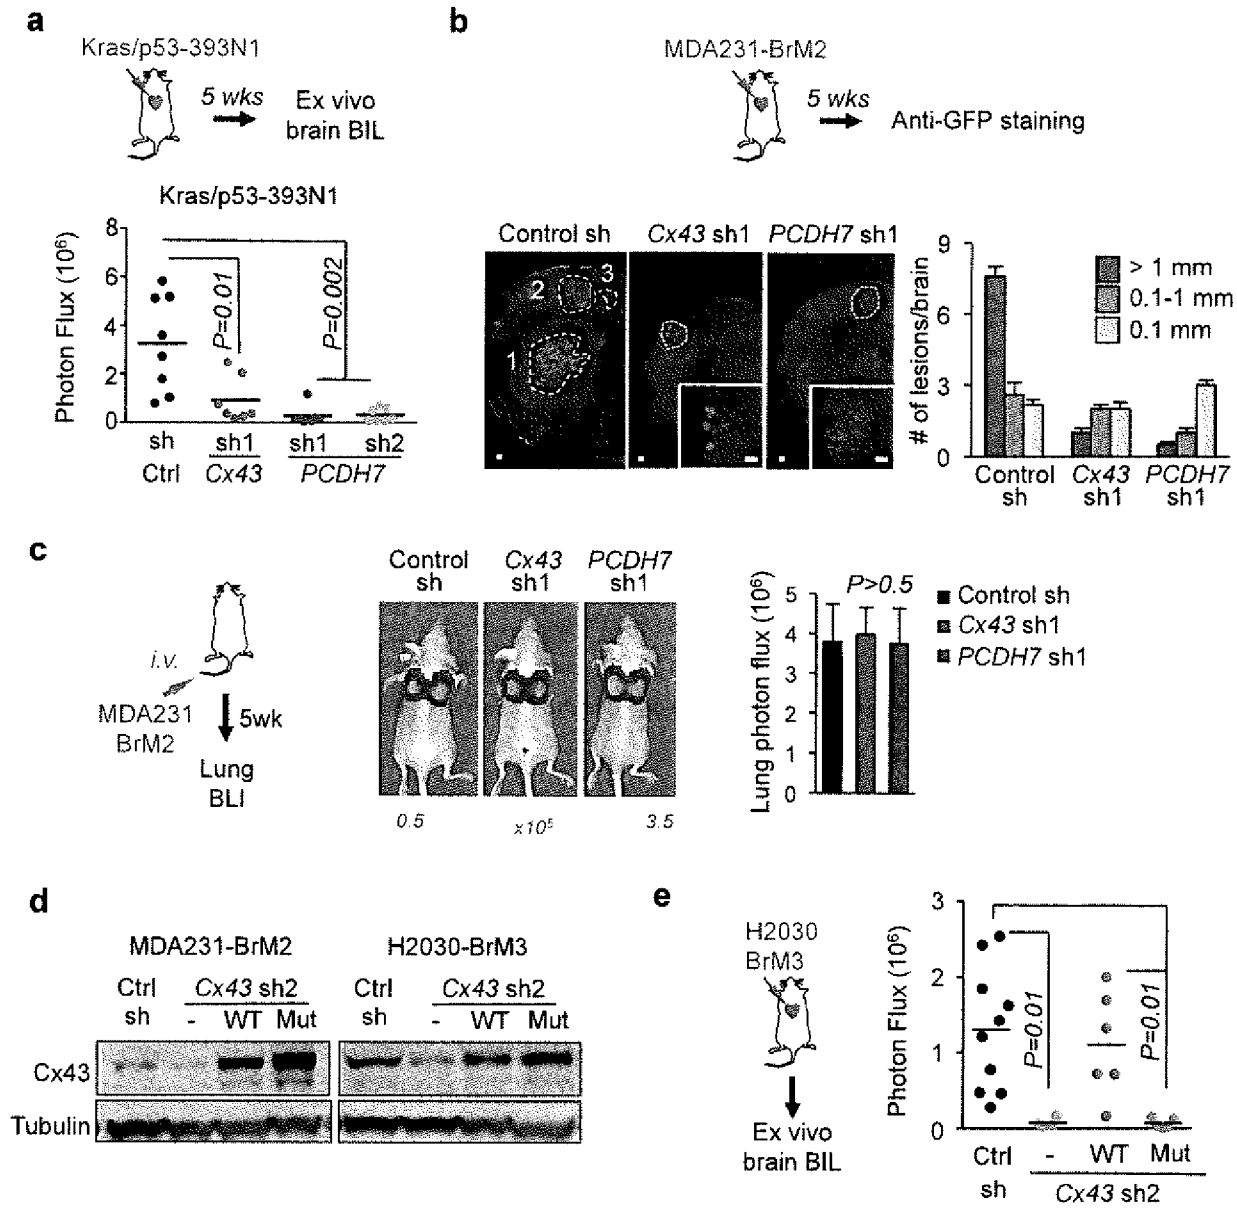 a
Kras/p53-393N1
5 wks
Ex vivo
brain BIL
Kras/p53-393N1
Photon Flux (10⁶)
8
6
4
2
0
P=0.01
P=0.002
sh
sh1
sh1
sh2
Ctrl
Cx43
PCDH7
b
MDA231-BrM2
5 wks
Anti-GFP staining
Control sh
Cx43 sh1
PCDH7 sh1
1
2
3
# of lesions/brain
9
6
3
0
> 1 mm
0.1-1 mm
0.1 mm
Control
sh
Cx43
sh1
PCDH7
sh1
c
i.v.
MDA231
BrM2
5wk
Lung
BLI
Control
sh
Cx43
sh1
PCDH7
sh1
0.5
x10⁵
3.5
Lung photon flux (10⁶)
5
4
3
2
1
0
P>0.5
Control sh
Cx43 sh1
PCDH7 sh1
d
MDA231-BrM2
H2030-BrM3
Ctrl
sh
Cx43 sh2
- WT Mut
Ctrl
sh
Cx43 sh2
- WT Mut
Cx43
Tubulin
e
H2030
BrM3
Ex vivo
brain BIL
Photon Flux (10⁶)
3
2
1
0
P=0.01
P=0.01
Ctrl
sh
- WT Mut
Cx43 sh2